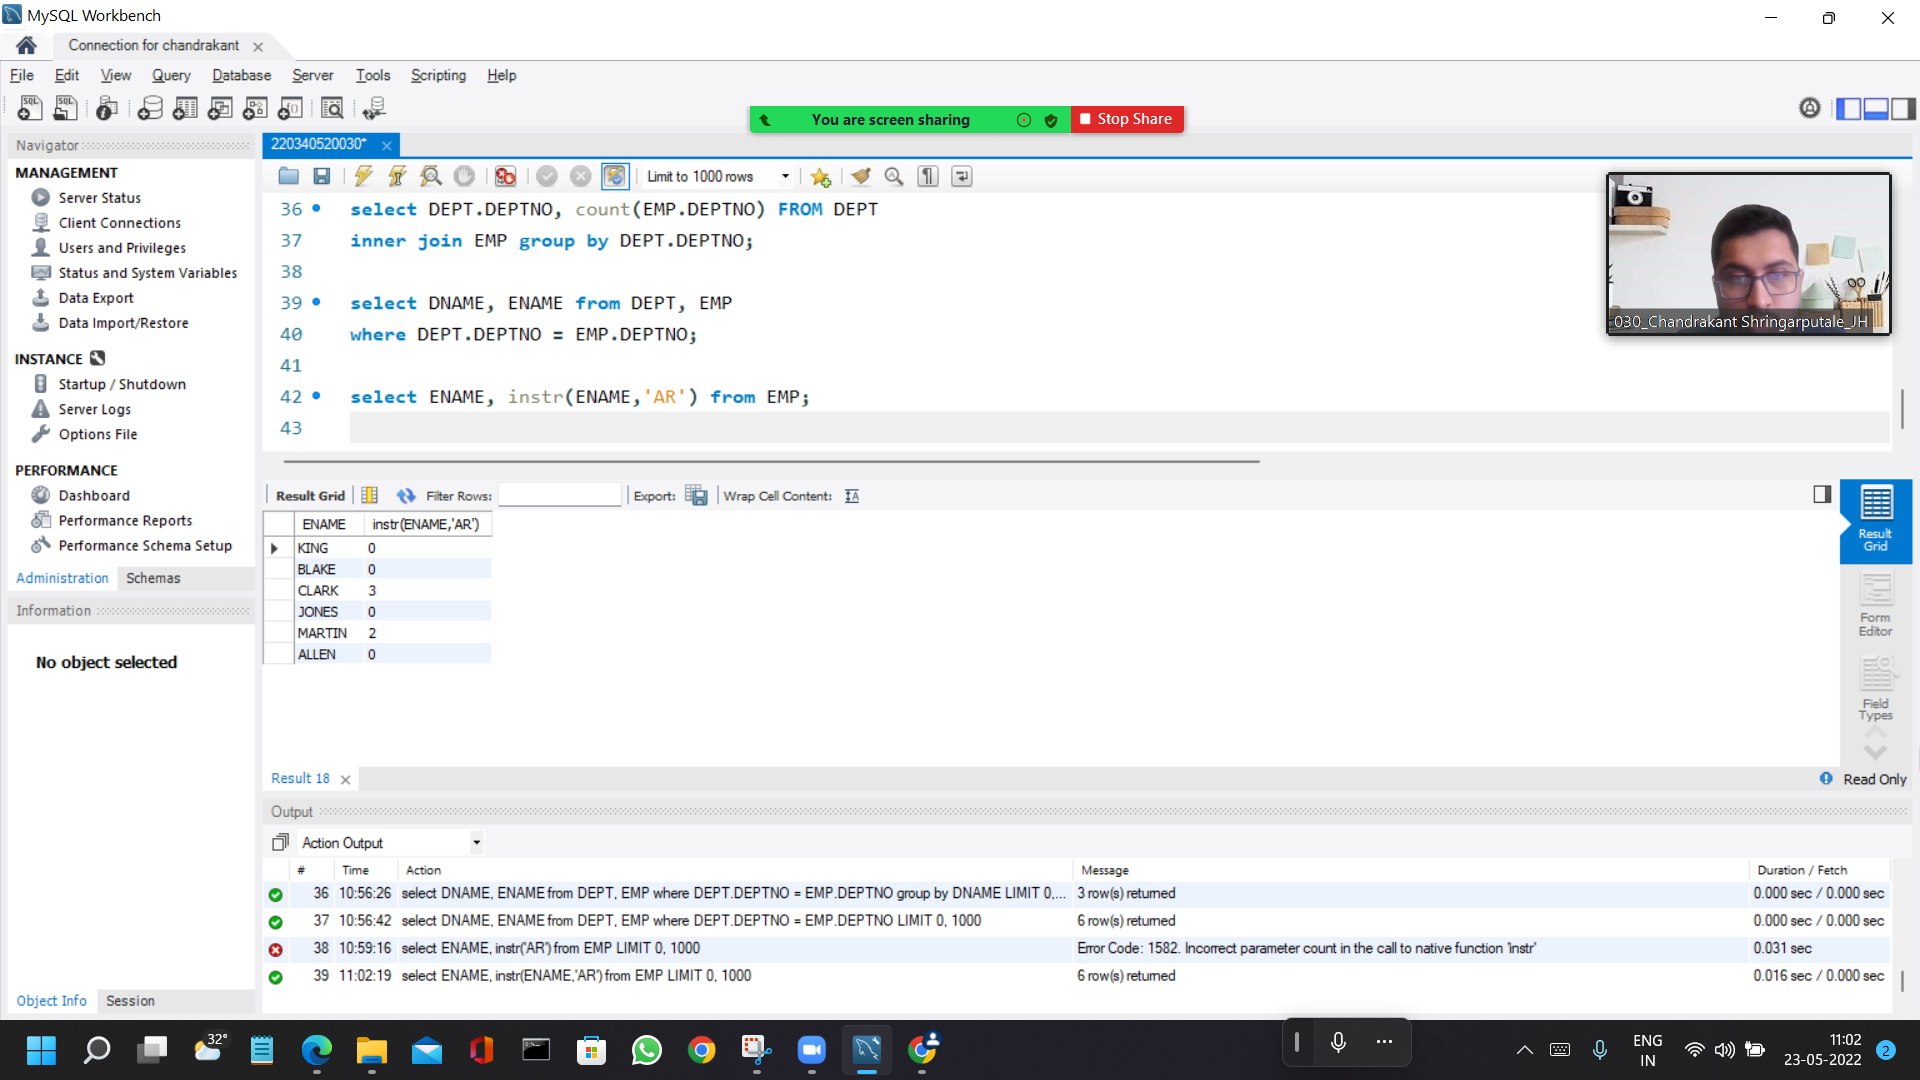 MySQL Workbench
Connection for chandrakant
File Edit View Query Database Server Tools Scripting Help
You are screen sharing Stop Share
Navigator
MANAGEMENT
Server Status
Client Connections
Users and Privileges
Status and System Variables
Data Export
Data Import/Restore
INSTANCE
Startup / Shutdown
Server Logs
Options File
PERFORMANCE
Dashboard
Performance Reports
Performance Schema Setup
Administration Schemas
Information
No object selected
Object Info Session
220340520030*
Limit to 1000 rows
36 select DEPT.DEPTNO, count(EMP.DEPTNO) FROM DEPT
37 inner join EMP group by DEPT.DEPTNO;
38
39 select DNAME, ENAME from DEPT, EMP
40 where DEPT.DEPTNO = EMP.DEPTNO;
41
42 select ENAME, instr(ENAME,'AR') from EMP;
43
030_Chandrakant Shringarputale_JH
Result Grid Filter Rows: Export: Wrap Cell Content:
ENAME instr(ENAME,'AR')
KING 0
BLAKE 0
CLARK 3
JONES 0
MARTIN 2
ALLEN 0
Result
Grid
Form
Editor
Field
Types
Result 18
Read Only
Output
Action Output
# Time Action Message Duration / Fetch
36 10:56:26 select DNAME, ENAME from DEPT, EMP where DEPT.DEPTNO = EMP.DEPTNO group by DNAME LIMIT 0,... 3 row(s) returned 0.000 sec / 0.000 sec
37 10:56:42 select DNAME, ENAME from DEPT, EMP where DEPT.DEPTNO = EMP.DEPTNO LIMIT 0, 1000 6 row(s) returned 0.000 sec / 0.000 sec
38 10:59:16 select ENAME, instr('AR') from EMP LIMIT 0, 1000 Error Code: 1582. Incorrect parameter count in the call to native function 'instr' 0.031 sec
39 11:02:19 select ENAME, instr(ENAME,'AR') from EMP LIMIT 0, 1000 6 row(s) returned 0.016 sec / 0.000 sec
32°
ENG
IN
11:02
23-05-2022
2